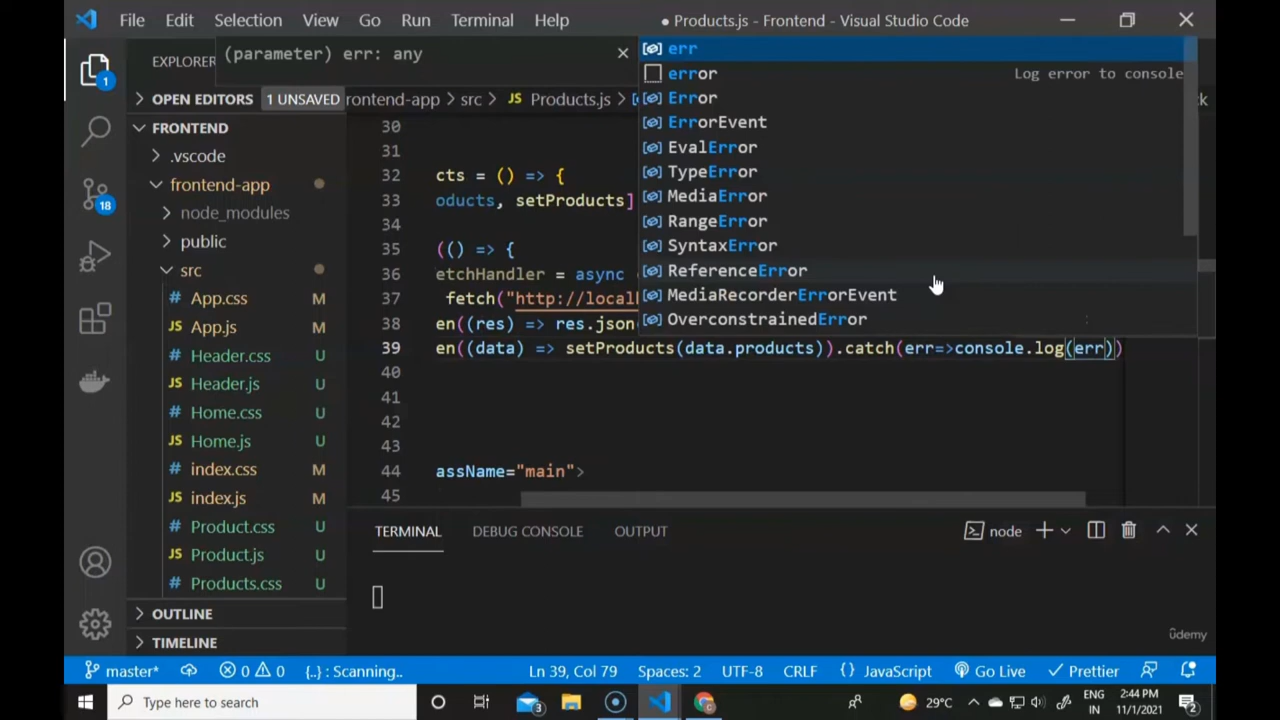 File Edit Selection View Go Run Terminal Help ● Products.js - Frontend - Visual Studio Code
EXPLORER
OPEN EDITORS 1 UNSAVED
FRONTEND
.vscode
frontend-app
node_modules
public
src
# App.css M
JS App.js M
# Header.css U
JS Header.js U
# Home.css U
JS Home.js U
# index.css M
JS index.js M
# Product.css U
JS Product.js U
# Products.css U
OUTLINE
TIMELINE
1
18
(parameter) err: any
rontend-app > src > JS Products.js >
err
error Log error to console
Error
ErrorEvent
EvalError
TypeError
MediaError
RangeError
SyntaxError
ReferenceError
MediaRecorderErrorEvent
OverconstrainedError
30
31
32 cts = () => {
33 oducts, setProducts]
34
35 (() => {
36 etchHandler = async
37 fetch("http://local
38 en((res) => res.json
39 en((data) => setProducts(data.products)).catch(err=>console.log(err))
40
41
42
43
44 assName="main">
45
TERMINAL DEBUG CONSOLE OUTPUT node
udemy
master* 0 0 {..} : Scanning.. Ln 39, Col 79 Spaces: 2 UTF-8 CRLF {} JavaScript Go Live Prettier
Type here to search 3 29°C ENG IN 2:44 PM 11/1/2021 2